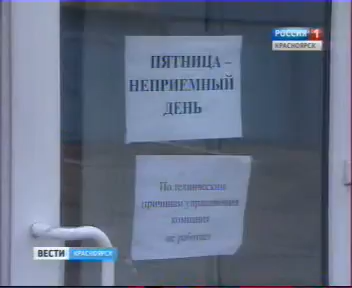 РОССИЯ 1
КРАСНОЯРСК
ПЯТНИЦА –
НЕПРИЕМНЫЙ
ДЕНЬ
По техническим
причинам управляющая
компания
не работает
ВЕСТИ КРАСНОЯРСК